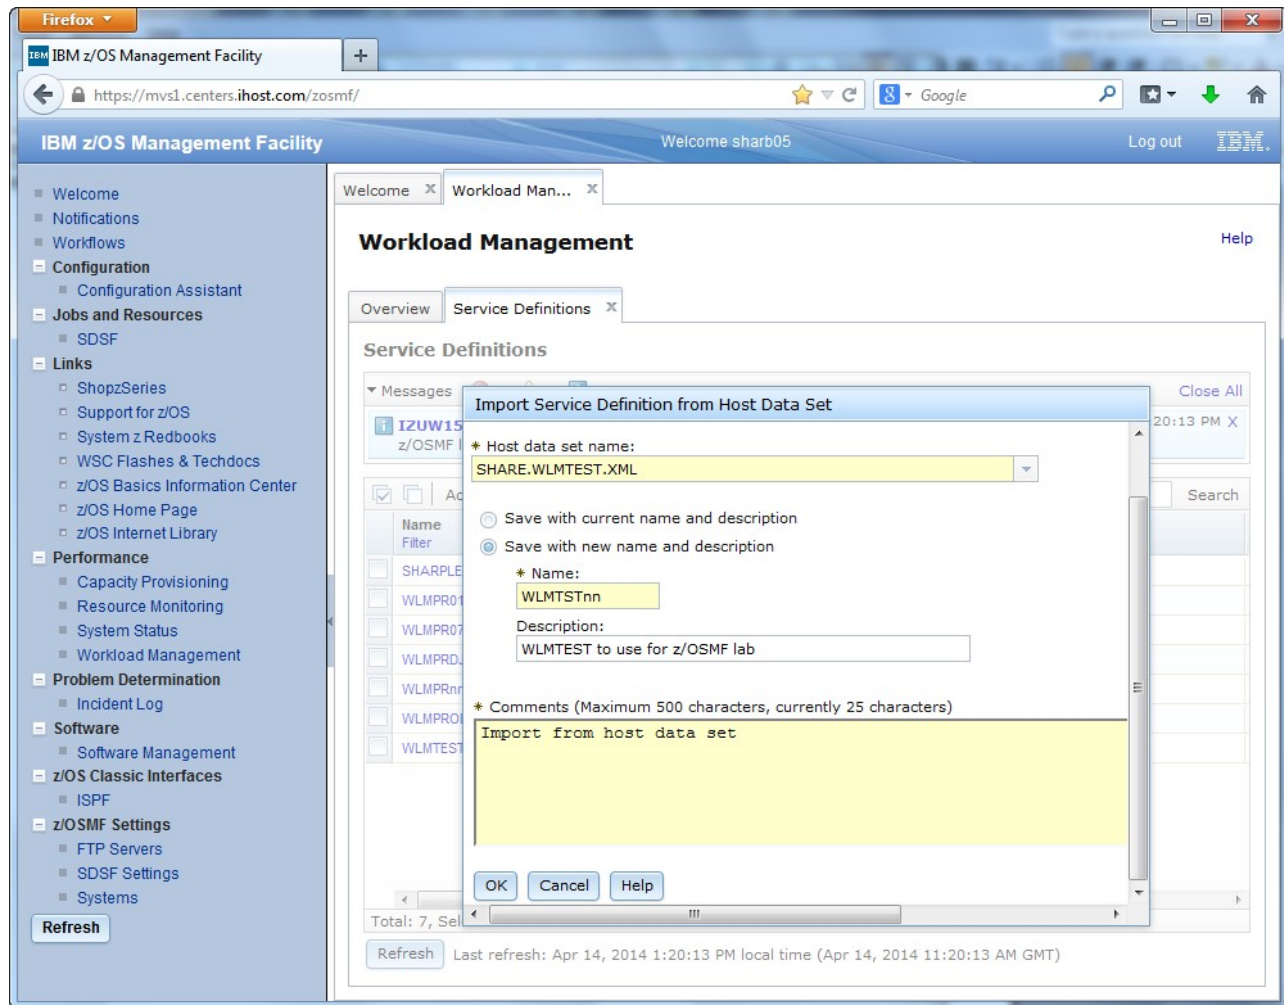 Firefox
IBM z/OS Management Facility
https://mvs1.centers.ihost.com/zosmf/
Google
IBM z/OS Management Facility
Welcome sharb05
Log out
IBM.
Welcome
Notifications
Workflows
Configuration
Configuration Assistant
Jobs and Resources
SDSF
Links
ShopzSeries
Support for z/OS
System z Redbooks
WSC Flashes & Techdocs
z/OS Basics Information Center
z/OS Home Page
z/OS Internet Library
Performance
Capacity Provisioning
Resource Monitoring
System Status
Workload Management
Problem Determination
Incident Log
Software
Software Management
z/OS Classic Interfaces
ISPF
z/OSMF Settings
FTP Servers
SDSF Settings
Systems
Refresh
Welcome X
Workload Man... X
Workload Management
Help
Overview
Service Definitions X
Service Definitions
Messages
Close All
IZUW15
20:13 PM X
z/OSMF
Search
Name
Filter
SHARPLE
WLMPR01
WLMPR07
WLMPRD
WLMPRnn
WLMPRO
WLMTEST
Total: 7, Sel
Refresh
Last refresh: Apr 14, 2014 1:20:13 PM local time (Apr 14, 2014 11:20:13 AM GMT)
Import Service Definition from Host Data Set
* Host data set name:
SHARE.WLMTEST.XML
Save with current name and description
Save with new name and description
* Name:
WLMTSTnn
Description:
WLMTEST to use for z/OSMF lab
* Comments (Maximum 500 characters, currently 25 characters)
Import from host data set
OK
Cancel
Help